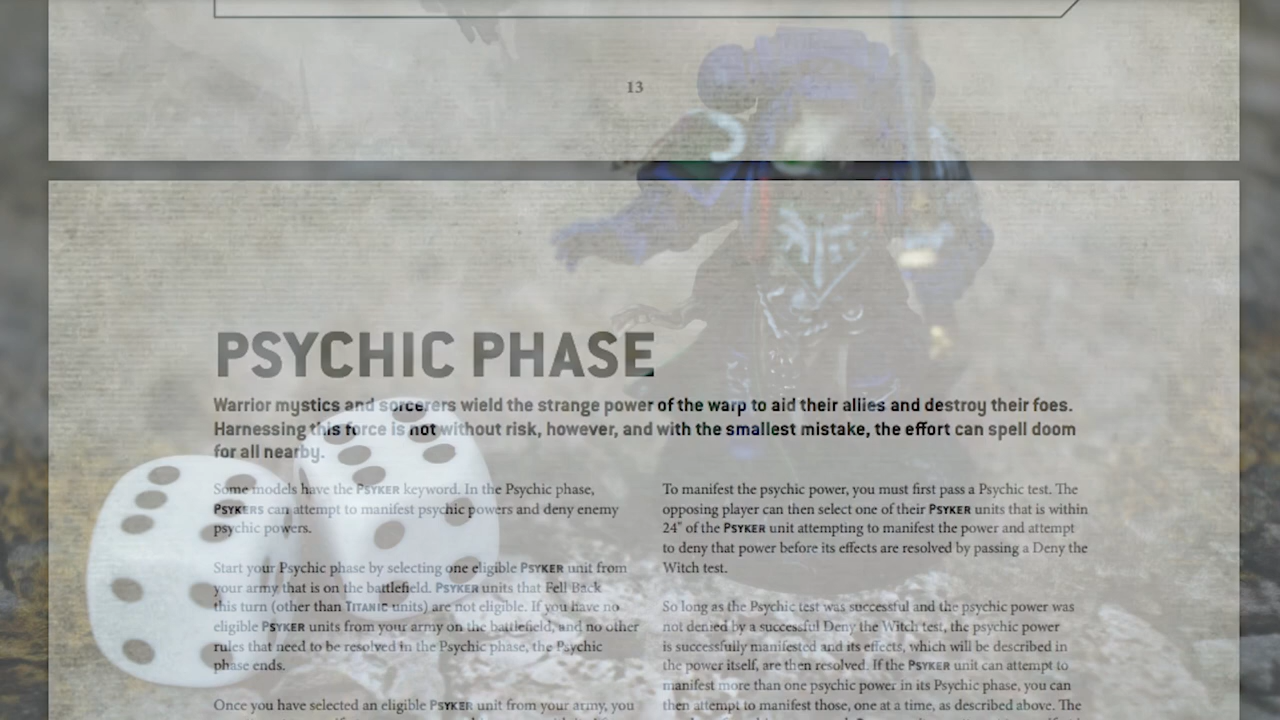 13
PSYCHIC PHASE
Warrior mystics and sorcerers wield the strange power of the warp to aid their allies and destroy their foes.
Harnessing this force is not without risk, however, and with the smallest mistake, the effort can spell doom
for all nearby.
Some models have the PSYKER keyword. In the Psychic phase,
PSYKERS can attempt to manifest psychic powers and deny enemy
psychic powers.
Start your Psychic phase by selecting one eligible PSYKER unit from
your army that is on the battlefield. PSYKER units that Fell Back
this turn (other than TITANIC units) are not eligible. If you have no
eligible PSYKER units from your army on the battlefield, and no other
rules that need to be resolved in the Psychic phase, the Psychic
phase ends.
Once you have selected an eligible PSYKER unit from your army, you
To manifest the psychic power, you must first pass a Psychic test. The
opposing player can then select one of their PSYKER units that is within
24" of the PSYKER unit attempting to manifest the power and attempt
to deny that power before its effects are resolved by passing a Deny the
Witch test.
So long as the Psychic test was successful and the psychic power was
not denied by a successful Deny the Witch test, the psychic power
is successfully manifested and its effects, which will be described in
the power itself, are then resolved. If the PSYKER unit can attempt to
manifest more than one psychic power in its Psychic phase, you can
then attempt to manifest those, one at a time, as described above. The